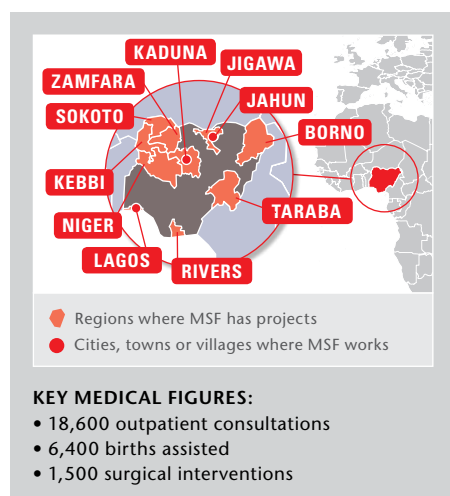 KADUNA
JIGAWA
ZAMFARA
JAHUN
SOKOTO
BORNO
KEBBI
TARABA
NIGER
LAGOS
RIVERS
Regions where MSF has projects
Cities, towns or villages where MSF works
KEY MEDICAL FIGURES:
• 18,600 outpatient consultations
• 6,400 births assisted
• 1,500 surgical interventions